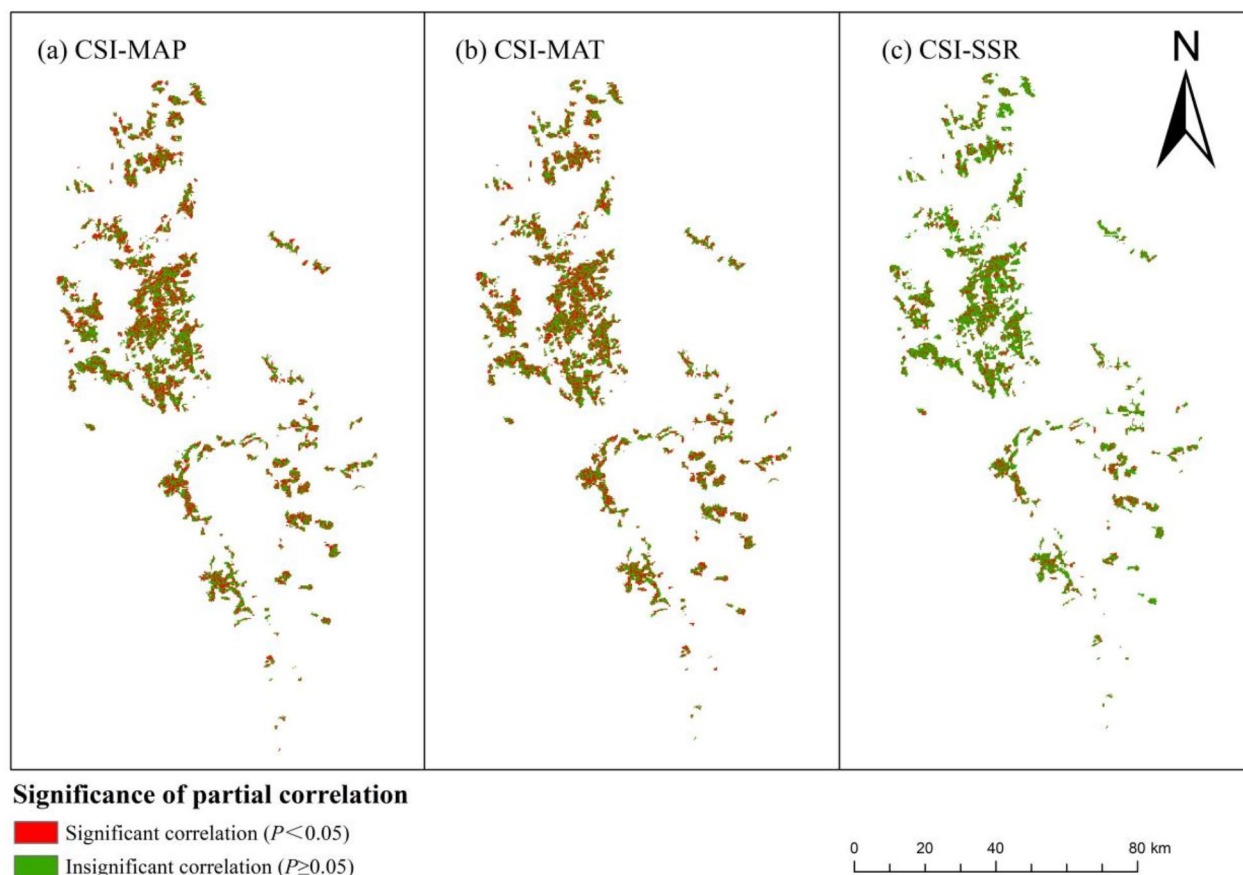 (a) CSI-MAP
(b) CSI-MAT
(c) CSI-SSR
N
Significance of partial correlation
Significant correlation (P＜0.05)
Insignificant correlation (P≥0.05)
0 20 40 80 km